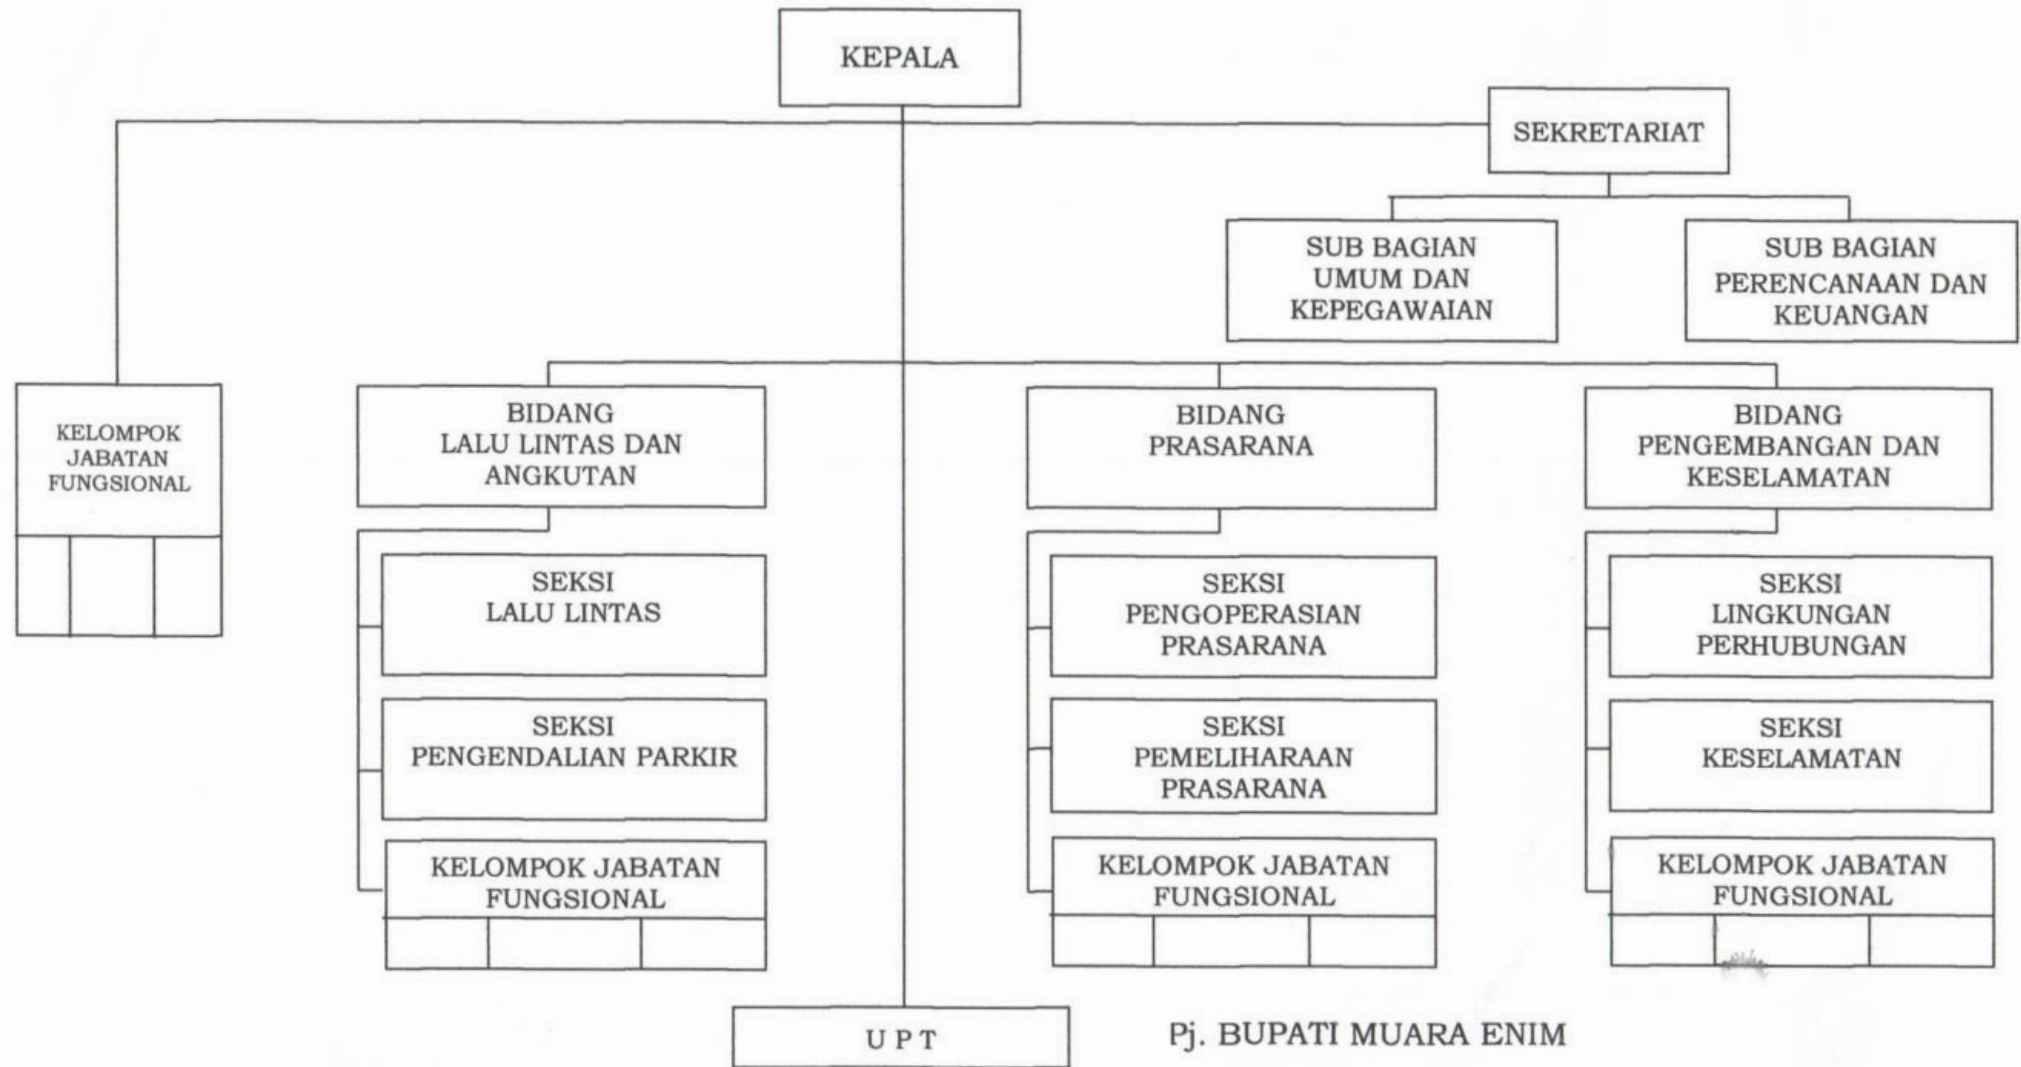 KEPALA
SEKRETARIAT
SUB BAGIAN
UMUM DAN
KEPEGAWAIAN
SUB BAGIAN
PERENCANAAN DAN
KEUANGAN
KELOMPOK
JABATAN
FUNGSIONAL
BIDANG
LALU LINTAS DAN
ANGKUTAN
BIDANG
PRASARANA
BIDANG
PENGEMBANGAN DAN
KESELAMATAN
SEKSI
LALU LINTAS
SEKSI
PENGENDALIAN PARKIR
KELOMPOK JABATAN
FUNGSIONAL
SEKSI
PENGOPERASIAN
PRASARANA
SEKSI
PEMELIHARAAN
PRASARANA
KELOMPOK JABATAN
FUNGSIONAL
SEKSI
LINGKUNGAN
PERHUBUNGAN
SEKSI
KESELAMATAN
KELOMPOK JABATAN
FUNGSIONAL
U P T
Pj. BUPATI MUARA ENIM